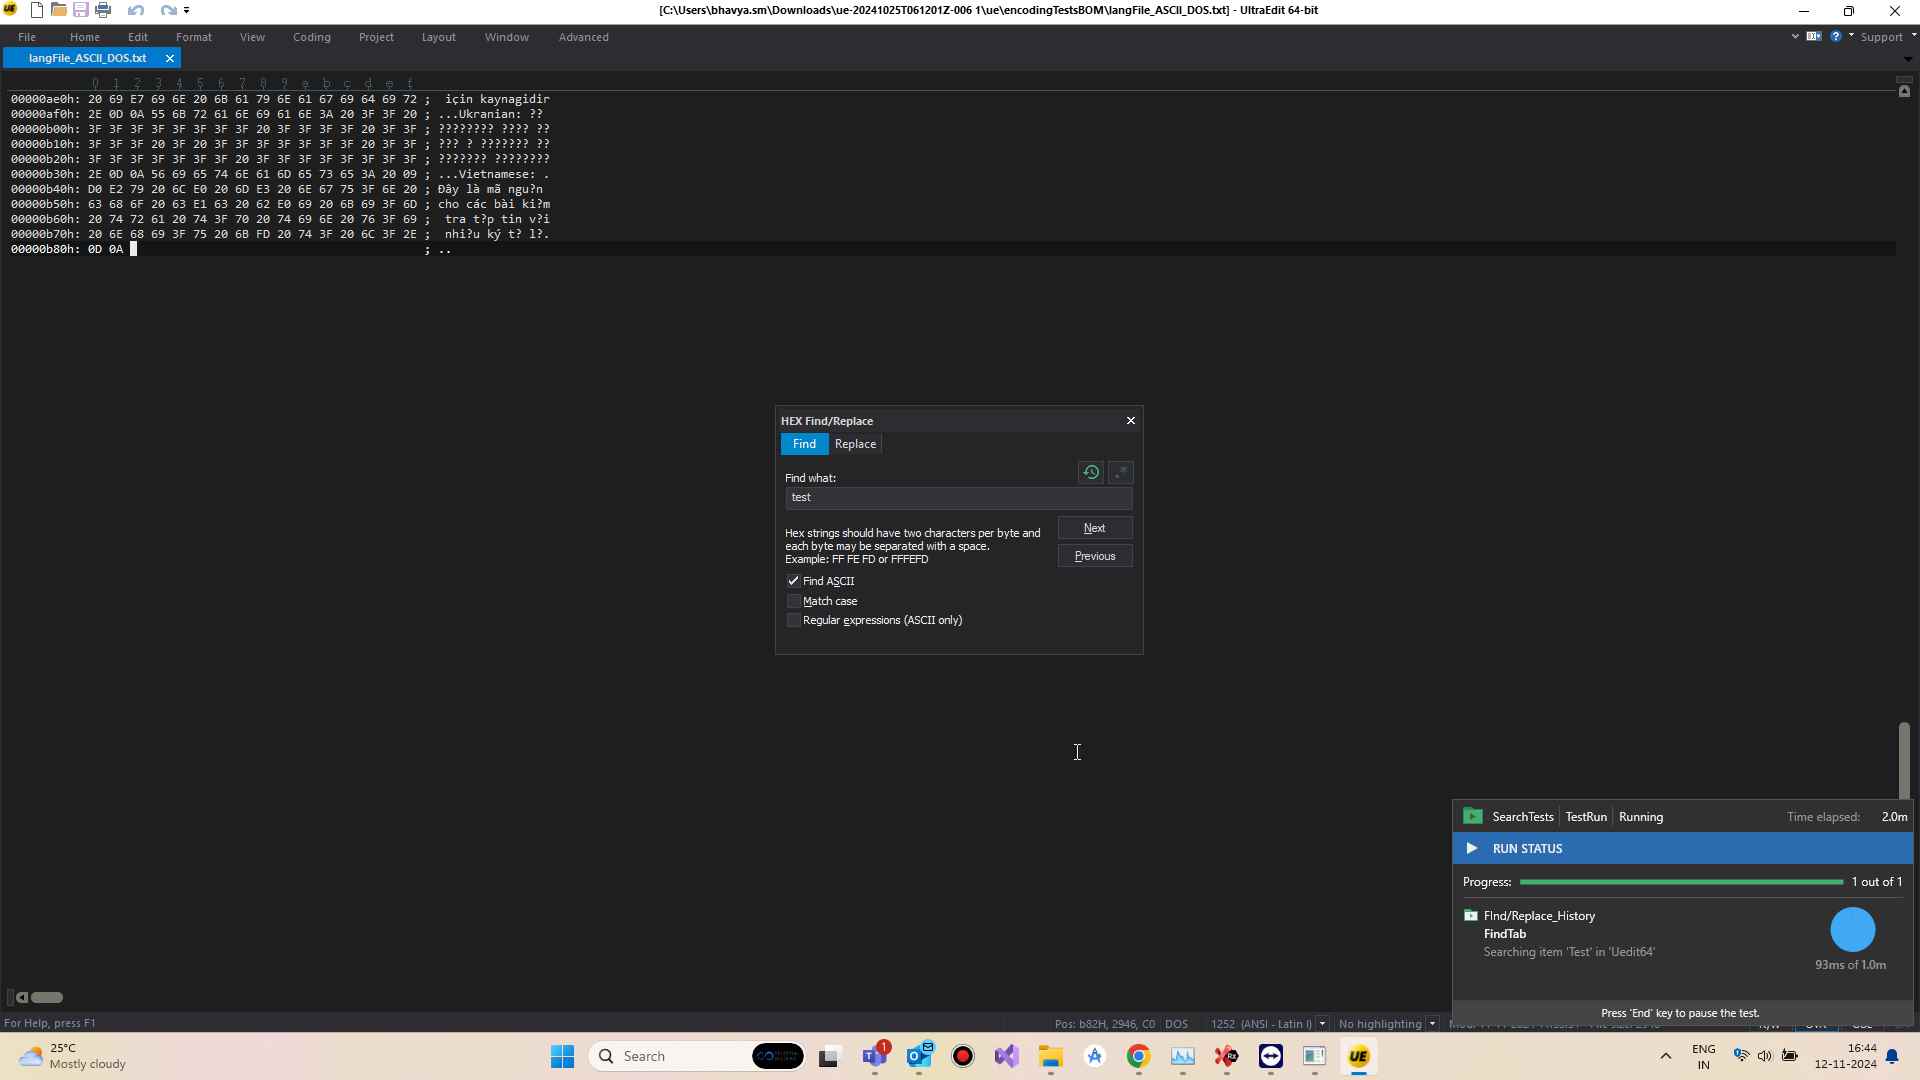 [C:\Users\bhavya.sm\Downloads\ue-20241025T061201Z-006 1\ue\encodingTestsBOM\langFile_ASCII_DOS.txt] - UltraEdit 64-bit
File Home Edit Format View Coding Project Layout Window Advanced Support
langFile_ASCII_DOS.txt
0 1 2 3 4 5 6 7 8 9 a b c d e f
00000ae0h: 20 69 E7 69 6E 20 6B 61 79 6E 61 67 69 64 69 72 ;  için kaynagidir
00000af0h: 2E 0D 0A 55 6B 72 61 6E 69 61 6E 3A 20 3F 3F 20 ; ...Ukranian: ??
00000b00h: 3F 3F 3F 3F 3F 3F 3F 3F 20 3F 3F 3F 3F 20 3F 3F ; ???????? ???? ??
00000b10h: 3F 3F 3F 20 3F 20 3F 3F 3F 3F 3F 3F 3F 20 3F 3F ; ??? ? ??????? ??
00000b20h: 3F 3F 3F 3F 3F 3F 3F 20 3F 3F 3F 3F 3F 3F 3F 3F ; ??????? ????????
00000b30h: 2E 0D 0A 56 69 65 74 6E 61 6D 65 73 65 3A 20 09 ; ...Vietnamese: .
00000b40h: D0 E2 79 20 6C E0 20 6D E3 20 6E 67 75 3F 6E 20 ; Ðây là mã ngu?n
00000b50h: 63 68 6F 20 63 E1 63 20 62 E0 69 20 6B 69 3F 6D ; cho các bài ki?m
00000b60h: 20 74 72 61 20 74 3F 70 20 74 69 6E 20 76 3F 69 ;  tra t?p tin v?i
00000b70h: 20 6E 68 69 3F 75 20 6B FD 20 74 3F 20 6C 3F 2E ;  nhi?u ký t? l?.
00000b80h: 0D 0A ; ..
HEX Find/Replace
Find Replace
Find what:
test
Hex strings should have two characters per byte and
each byte may be separated with a space.
Example: FF FE FD or FFFEFD
Next
Previous
Find ASCII
Match case
Regular expressions (ASCII only)
SearchTests TestRun Running Time elapsed: 2.0m
RUN STATUS
Progress: 1 out of 1
FInd/Replace_History
FindTab
Searching item 'Test' in 'Uedit64'
93ms of 1.0m
Press 'End' key to pause the test.
For Help, press F1
Pos: b82H, 2946, C0 DOS 1252 (ANSI - Latin I) No highlighting
25°C
Mostly cloudy
Search
1
ENG
IN
16:44
12-11-2024